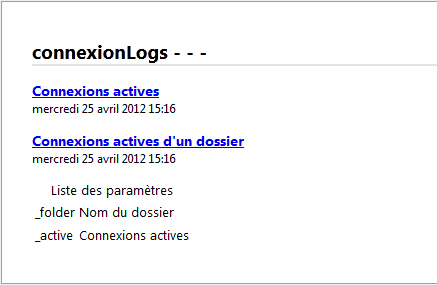 connexionLogs - - -
Connexions actives
mercredi 25 avril 2012 15:16
Connexions actives d'un dossier
mercredi 25 avril 2012 15:16
Liste des paramètres
_folder Nom du dossier
_active Connexions actives